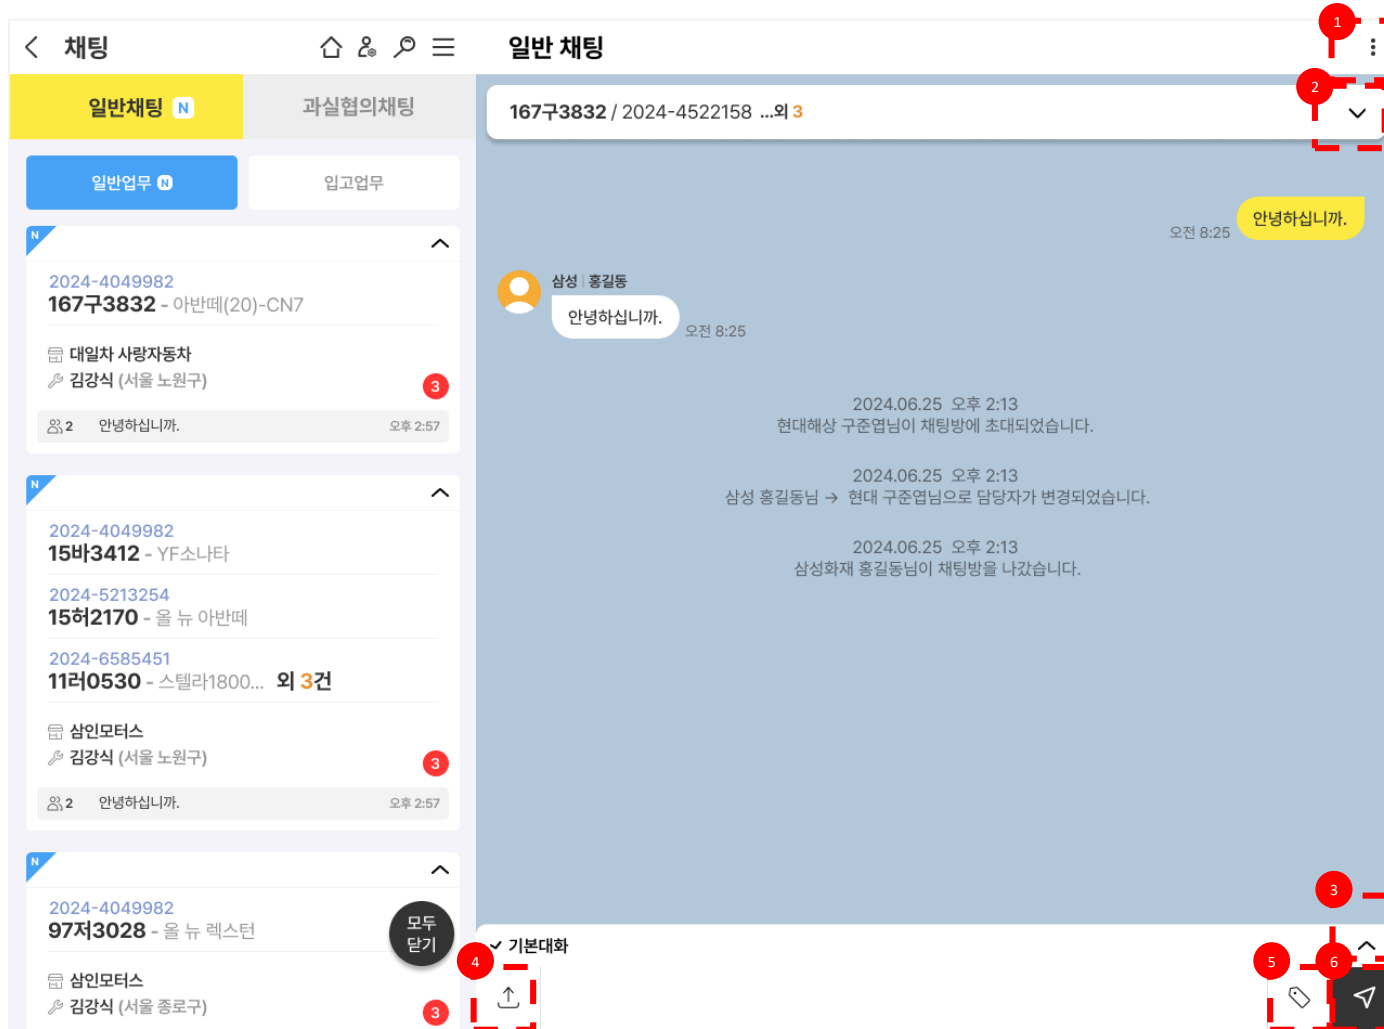 채팅
일반채팅 N
과실협의채팅
일반업무 N
입고업무
N
2024-4049982
167구3832 - 아반떼(20)-CN7
대일차 사랑자동차
김강식 (서울 노원구)
3
2 안녕하십니까. 오후 2:57
N
2024-4049982
15바3412 - YF소나타
2024-5213254
15허2170 - 올 뉴 아반떼
2024-6585451
11러0530 - 스텔라1800... 외 3건
삼인모터스
김강식 (서울 노원구)
3
2 안녕하십니까. 오후 2:57
N
2024-4049982
97저3028 - 올 뉴 렉스턴
모두
닫기
삼인모터스
김강식 (서울 종로구)
3
일반 채팅
1
2
167구3832 / 2024-4522158 ...외 3
안녕하십니까.
오전 8:25
삼성 | 홍길동
안녕하십니까.
오전 8:25
2024.06.25 오후 2:13
현대해상 구준엽님이 채팅방에 초대되었습니다.
2024.06.25 오후 2:13
삼성 홍길동님 → 현대 구준엽님으로 담당자가 변경되었습니다.
2024.06.25 오후 2:13
삼성화재 홍길동님이 채팅방을 나갔습니다.
3
기본대화
4
5
6